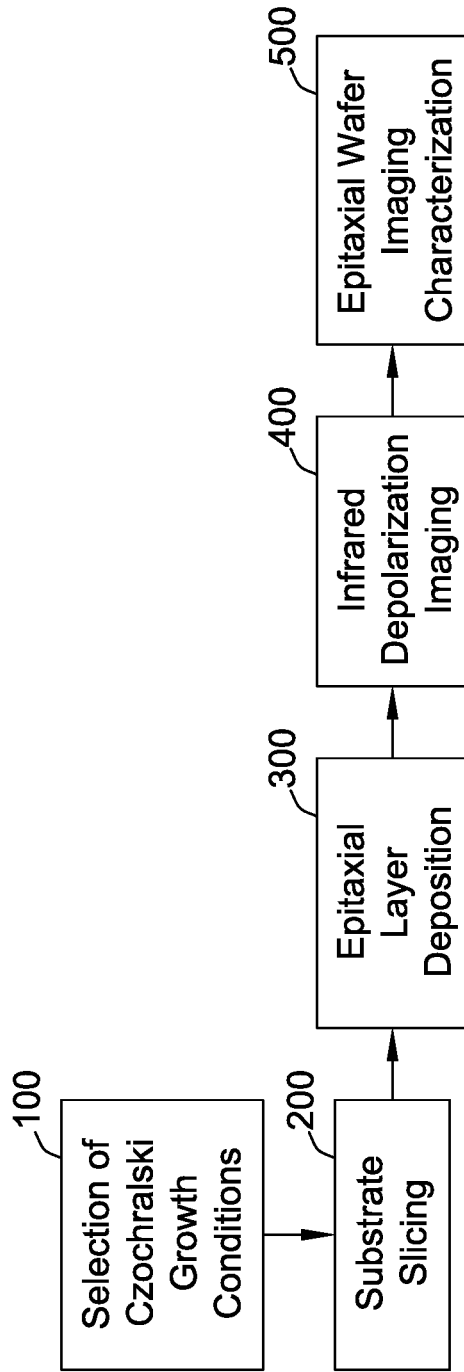 100
Selection of
Czochralski
Growth
Conditions
200
Substrate
Slicing
300
Epitaxial
Layer
Deposition
400
Infrared
Depolarization
Imaging
500
Epitaxial Wafer
Imaging
Characterization